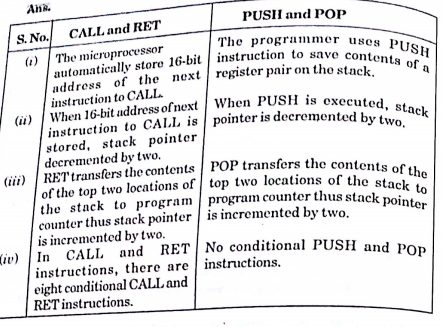 Ans.
S. No. CALL and RET PUSH and POP
(i) The microprocessor
automatically store 16-bit
address of the next
instruction to CALL.
The programmer uses PUSH
instruction to save contents of a
register pair on the stack.
(ii) When 16-bit address of next
instruction to CALL is
stored, stack pointer
decremented by two.
When PUSH is executed, stack
pointer is decremented by two.
(iii) RET transfers the contents
of the top two locations of
the stack to program
counter thus stack pointer
is incremented by two.
POP transfers the contents of the
top two locations of the stack to
program counter thus stack pointer
is incremented by two.
(iv) In CALL and RET
instructions, there are
eight conditional CALL and
RET instructions.
No conditional PUSH and POP
instructions.